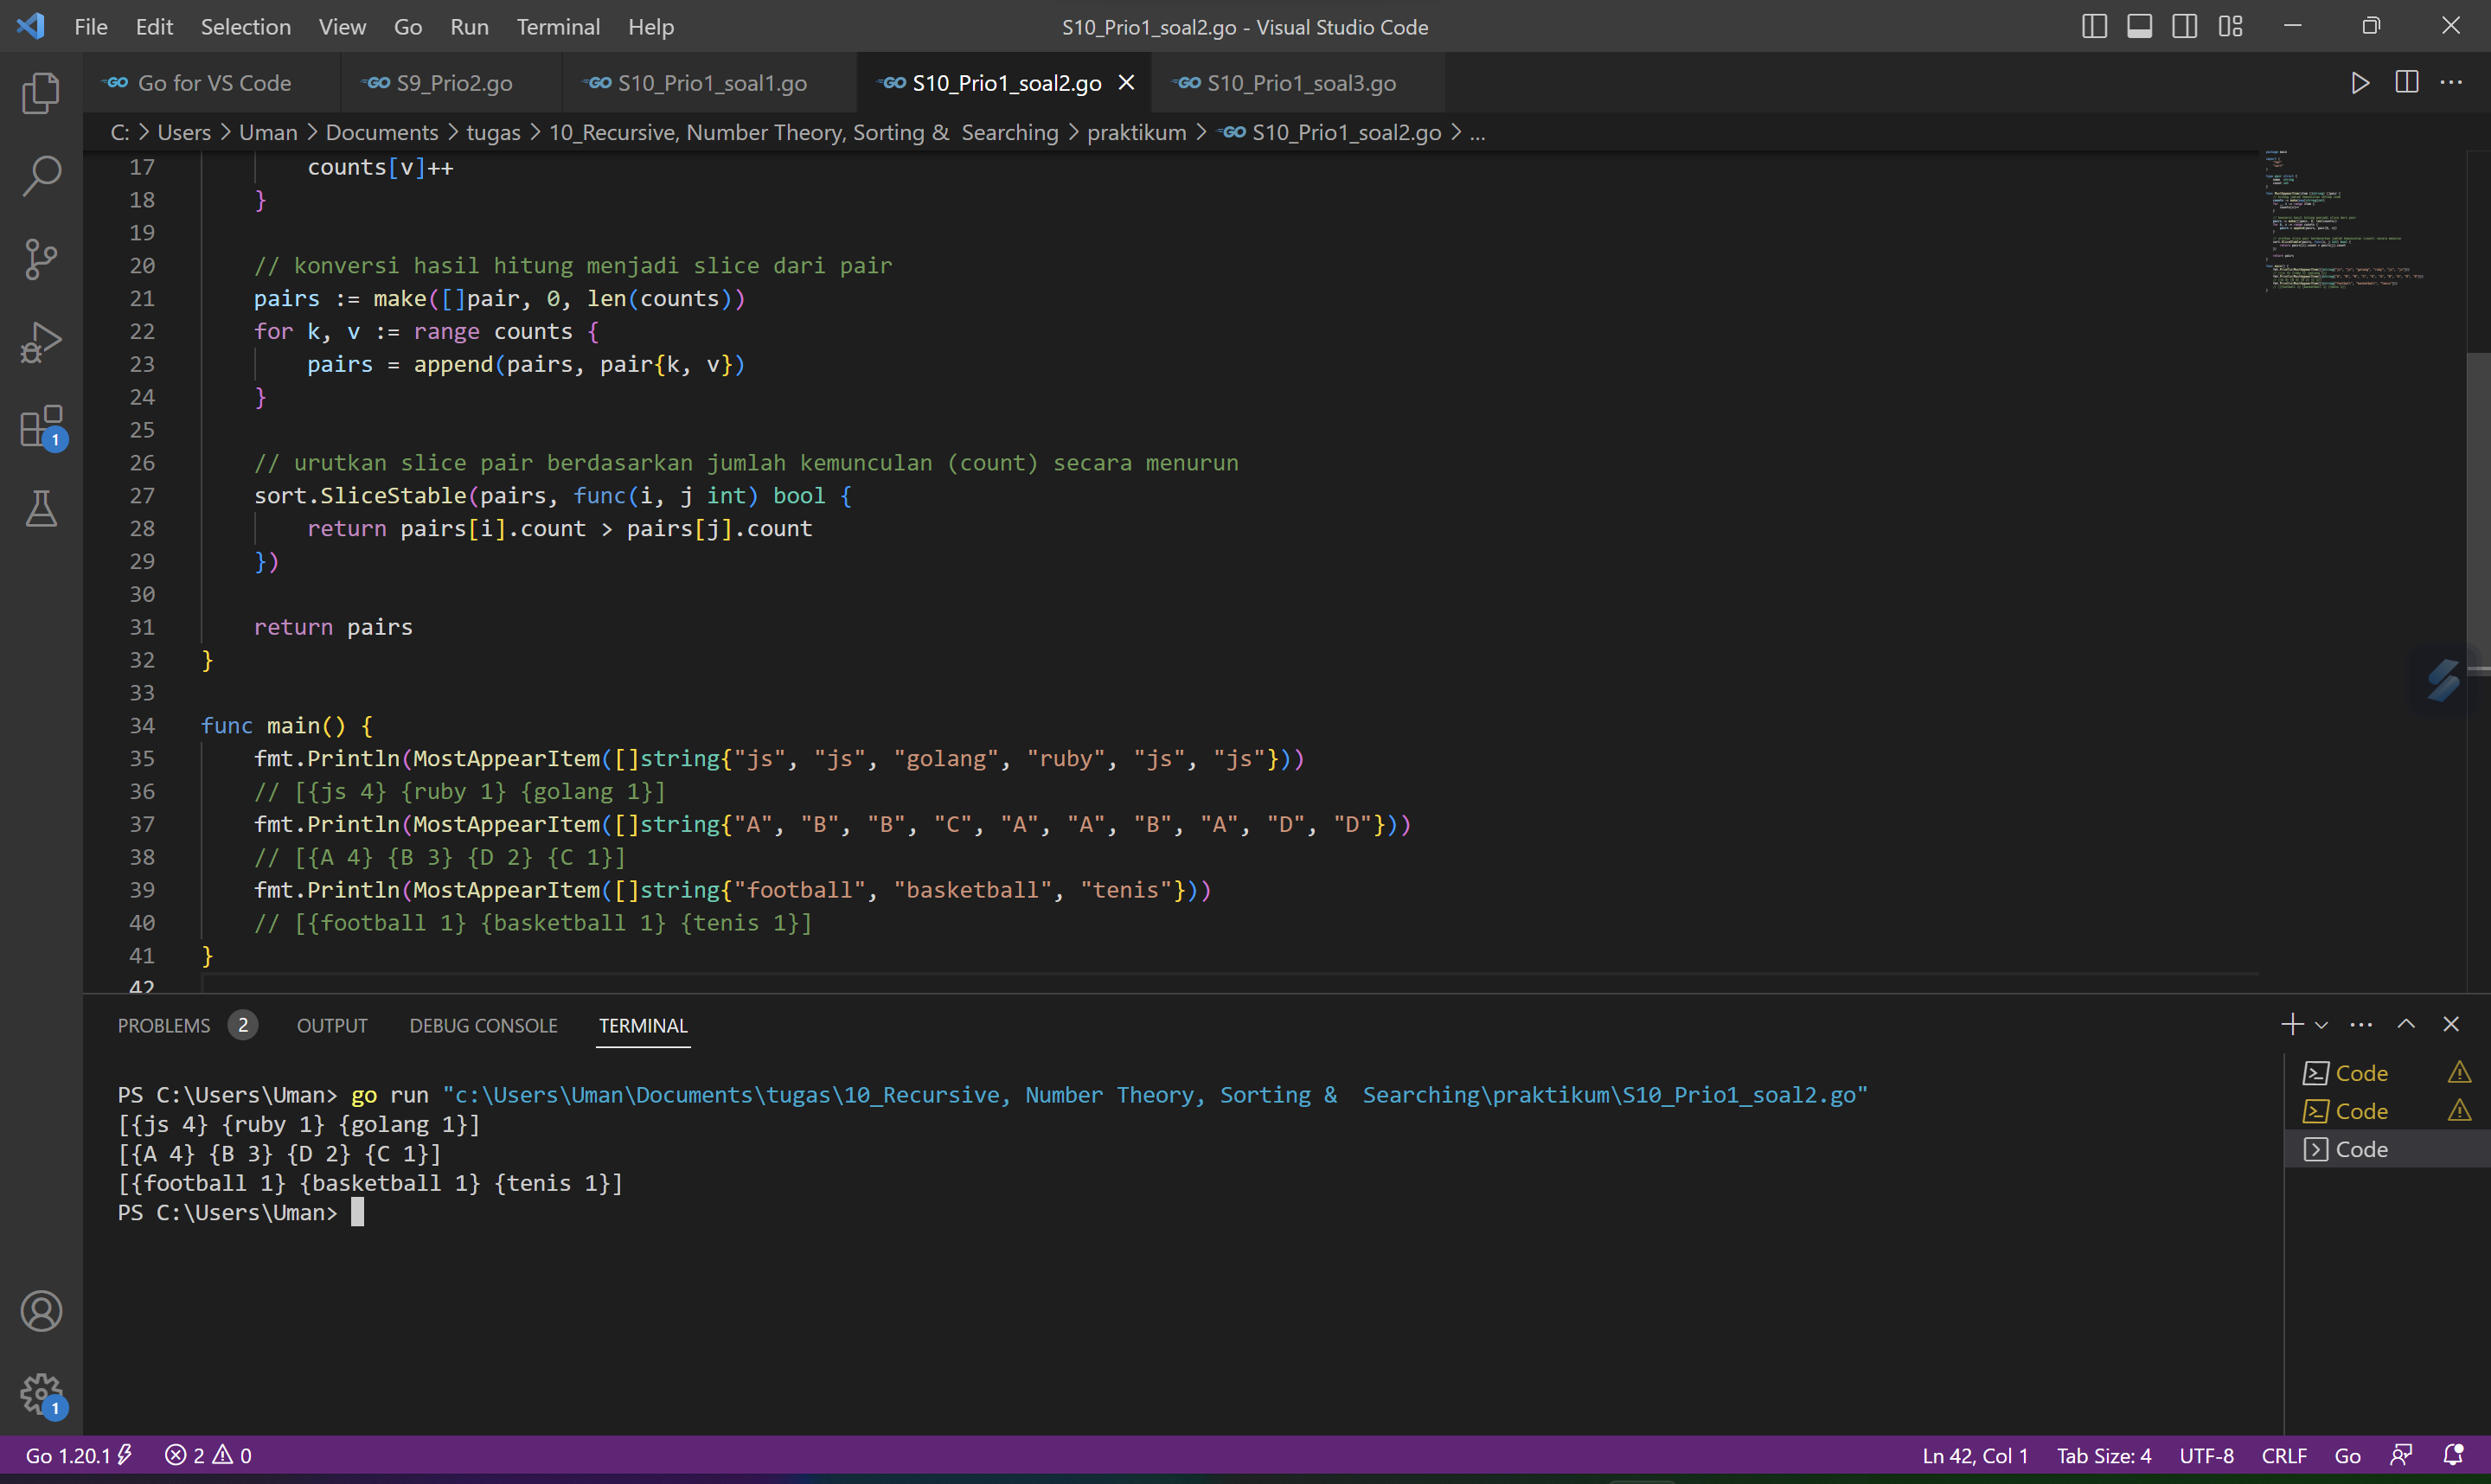 File Edit Selection View Go Run Terminal Help
S10_Prio1_soal2.go - Visual Studio Code
Go for VS Code
S9_Prio2.go
S10_Prio1_soal1.go
S10_Prio1_soal2.go
S10_Prio1_soal3.go
C: > Users > Uman > Documents > tugas > 10_Recursive, Number Theory, Sorting &  Searching > praktikum > S10_Prio1_soal2.go > ...
17         counts[v]++
18     }
19
20     // konversi hasil hitung menjadi slice dari pair
21     pairs := make([]pair, 0, len(counts))
22     for k, v := range counts {
23         pairs = append(pairs, pair{k, v})
24     }
25
26     // urutkan slice pair berdasarkan jumlah kemunculan (count) secara menurun
27     sort.SliceStable(pairs, func(i, j int) bool {
28         return pairs[i].count > pairs[j].count
29     })
30
31     return pairs
32 }
33
34 func main() {
35     fmt.Println(MostAppearItem([]string{"js", "js", "golang", "ruby", "js", "js"}))
36     // [{js 4} {ruby 1} {golang 1}]
37     fmt.Println(MostAppearItem([]string{"A", "B", "B", "C", "A", "A", "B", "A", "D", "D"}))
38     // [{A 4} {B 3} {D 2} {C 1}]
39     fmt.Println(MostAppearItem([]string{"football", "basketball", "tenis"}))
40     // [{football 1} {basketball 1} {tenis 1}]
41 }
42
PROBLEMS 2 OUTPUT DEBUG CONSOLE TERMINAL
PS C:\Users\Uman> go run "c:\Users\Uman\Documents\tugas\10_Recursive, Number Theory, Sorting &  Searching\praktikum\S10_Prio1_soal2.go"
[{js 4} {ruby 1} {golang 1}]
[{A 4} {B 3} {D 2} {C 1}]
[{football 1} {basketball 1} {tenis 1}]
PS C:\Users\Uman>
Code
Code
Code
1
1
Go 1.20.1 2 0 Ln 42, Col 1 Tab Size: 4 UTF-8 CRLF Go